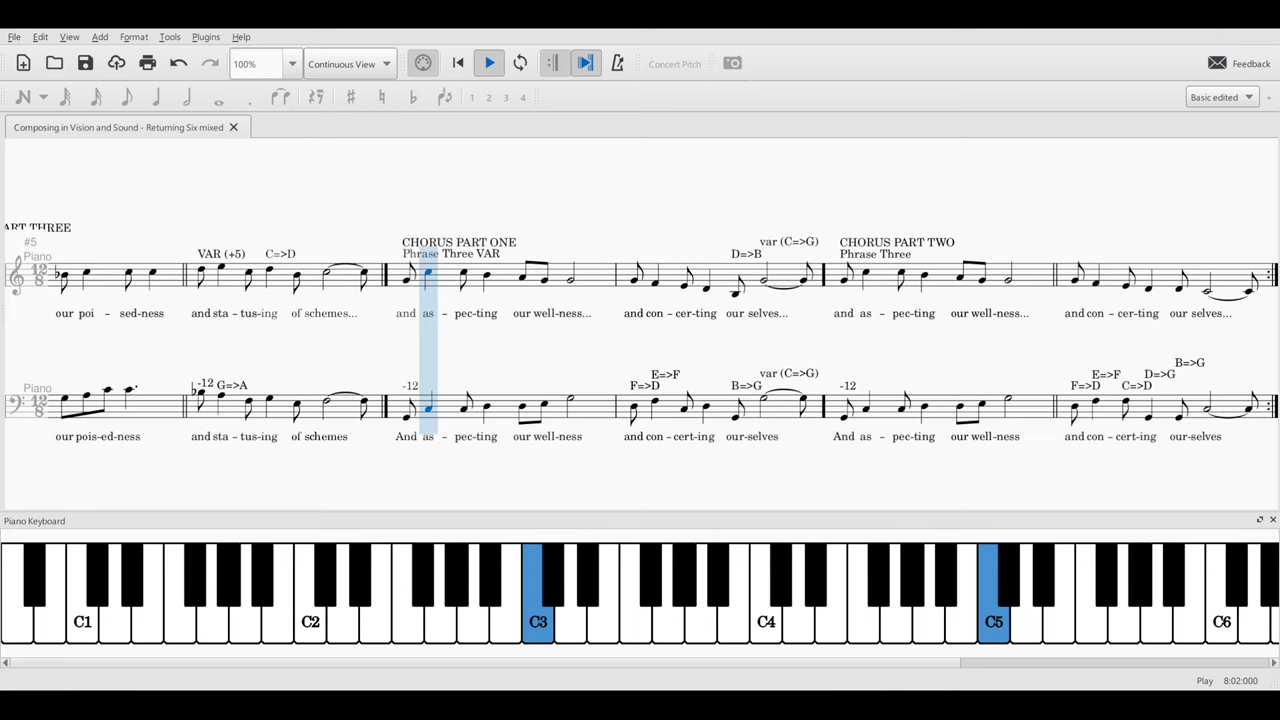 File Edit View Add Format Tools Plugins Help
100% Continuous View Concert Pitch Feedback
1 2 3 4 Basic edited
Composing in Vision and Sound - Returning Six mixed
ART THREE
#5 CHORUS PART ONE var (C=>G) CHORUS PART TWO
Piano VAR (+5) C=>D Phrase Three VAR D=>B Phrase Three
12
8
our poi - sed-ness and sta - tus-ing of schemes... and as - pec-ting our well-ness... and con - cer-ting our selves... and as - pec-ting our well-ness... and con - cer-ting our selves...
B=>G
E=>F var (C=>G) E=>F D=>G
Piano -12 G=>A -12 F=>D B=>G -12 F=>D C=>D
12
8
our pois-ed-ness and sta - tus-ing of schemes And as - pec-ting our well-ness and con - cert-ing our-selves And as - pec-ting our well-ness and con - cert-ing our-selves
Piano Keyboard
C1 C2 C3 C4 C5 C6
Play 8:02:000